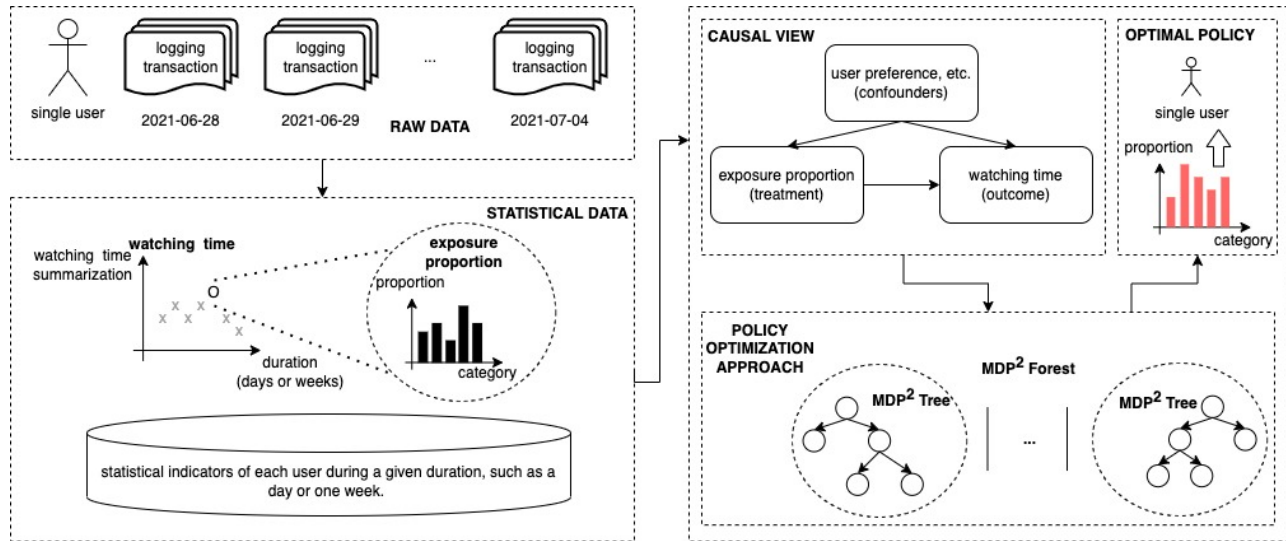 single user
logging
transaction
2021-06-28
logging
transaction
2021-06-29
...
logging
transaction
2021-07-04
RAW DATA
STATISTICAL DATA
watching time
watching time
summarization
O
x x x x x x
duration
(days or weeks)
exposure
proportion
proportion
category
statistical indicators of each user during a given duration, such as a
day or one week.
CAUSAL VIEW
user preference, etc.
(confounders)
exposure proportion
(treatment)
watching time
(outcome)
OPTIMAL POLICY
single user
proportion
category
POLICY
OPTIMIZATION
APPROACH
MDP² Forest
MDP² Tree
...
MDP² Tree